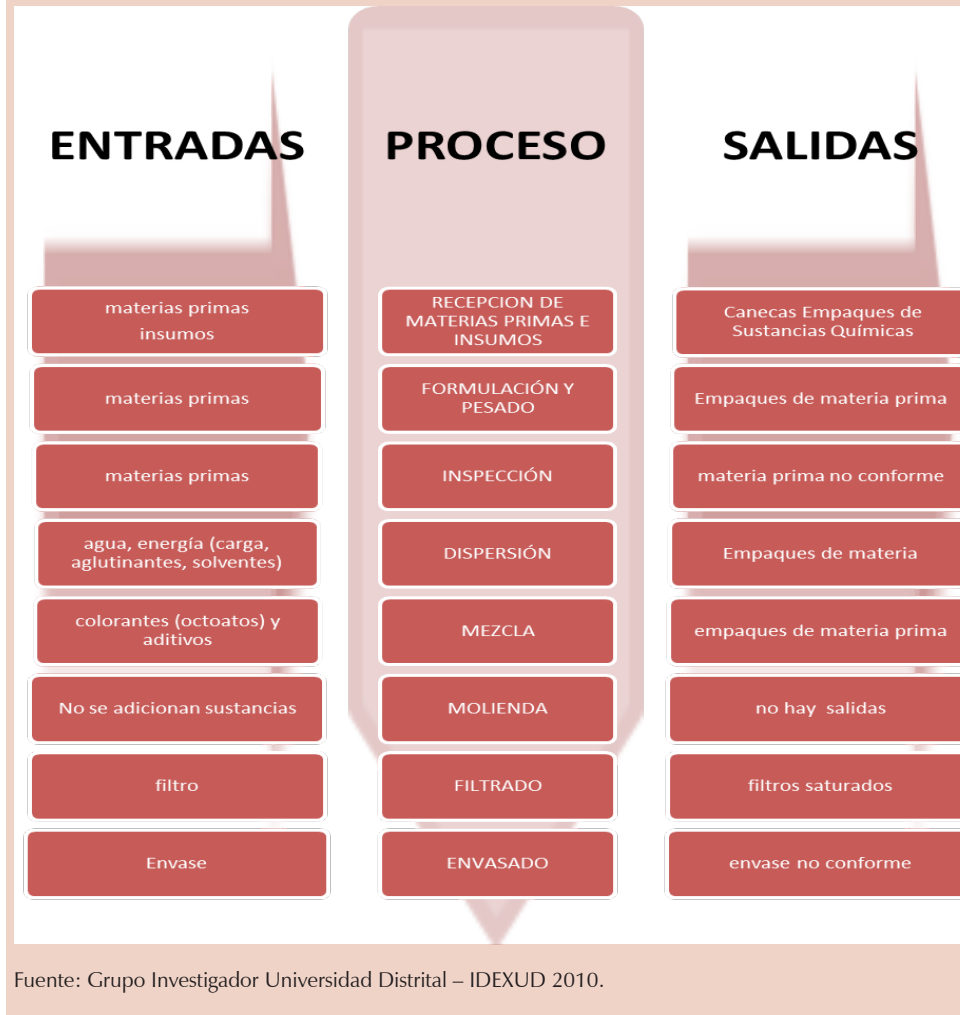 ENTRADAS
PROCESO
SALIDAS
materias primas
insumos
RECEPCION DE
MATERIAS PRIMAS E
INSUMOS
Canecas Empaques de
Sustancias Químicas
materias primas
FORMULACIÓN Y
PESADO
Empaques de materia prima
materias primas
INSPECCIÓN
materia prima no conforme
agua, energía (carga,
aglutinantes, solventes)
DISPERSIÓN
Empaques de materia
colorantes (octoatos) y
aditivos
MEZCLA
empaques de materia prima
No se adicionan sustancias
MOLIENDA
no hay salidas
filtro
FILTRADO
filtros saturados
Envase
ENVASADO
envase no conforme
Fuente: Grupo Investigador Universidad Distrital – IDEXUD 2010.